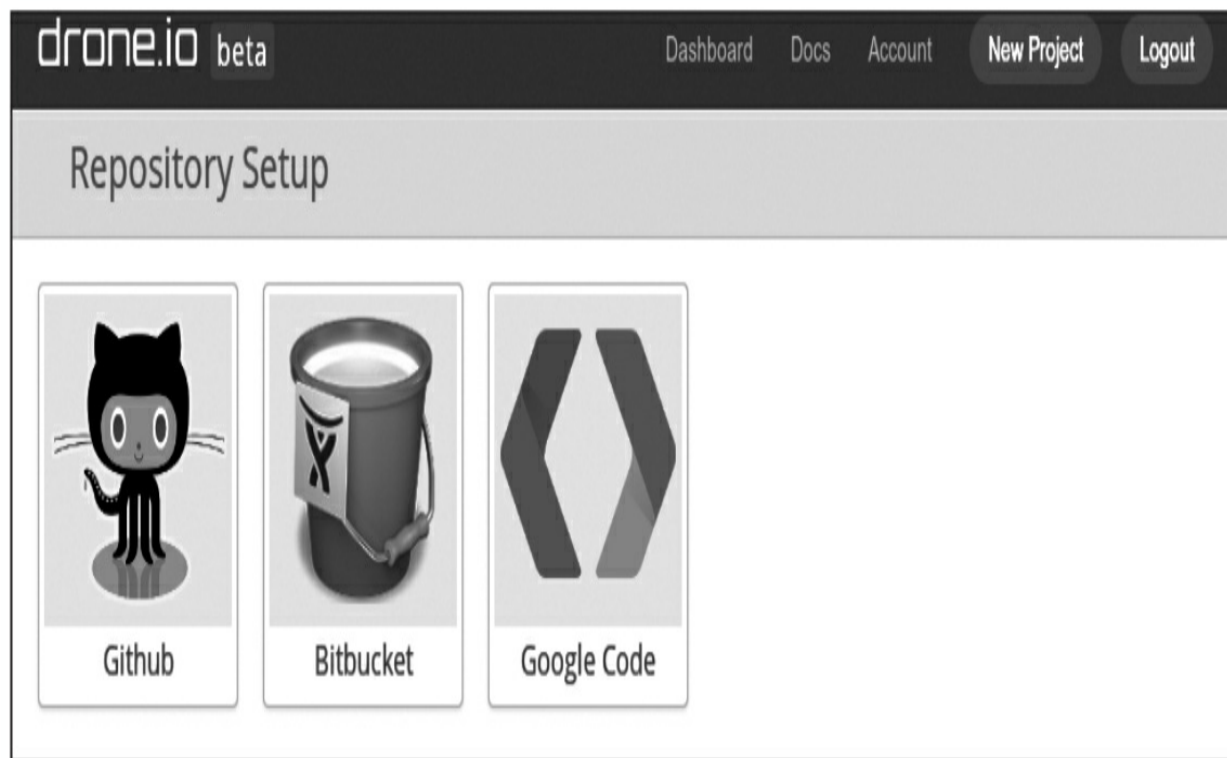 drone.io beta
Dashboard Docs Account New Project Logout
Repository Setup
Github Bitbucket Google Code